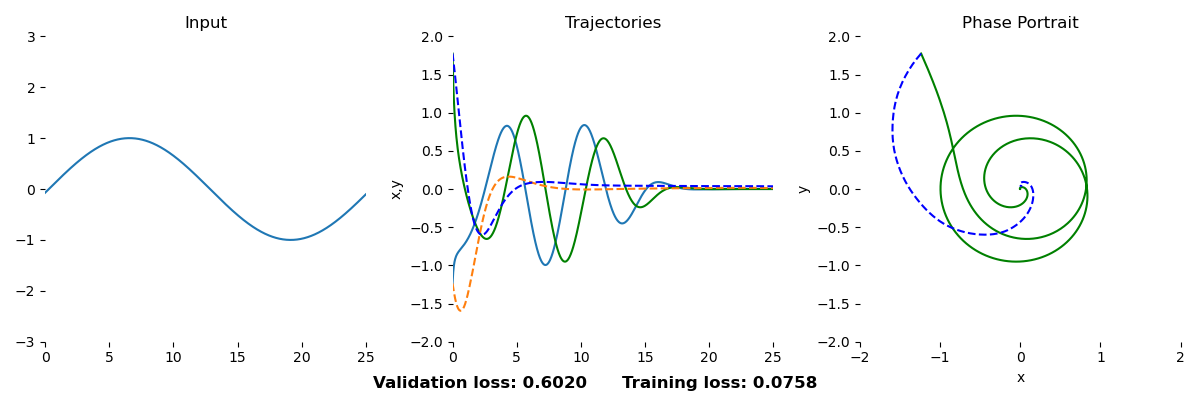 Input
3
2
1
0
−1
−2
−3
0 5 10 15 20 25
Trajectories
x,y
2.0
1.5
1.0
0.5
0.0
−0.5
−1.0
−1.5
−2.0
0 5 10 15 20 25
Phase Portrait
y
2.0
1.5
1.0
0.5
0.0
−0.5
−1.0
−1.5
−2.0
−2 −1 0 1 2
x
Validation loss: 0.6020 Training loss: 0.0758